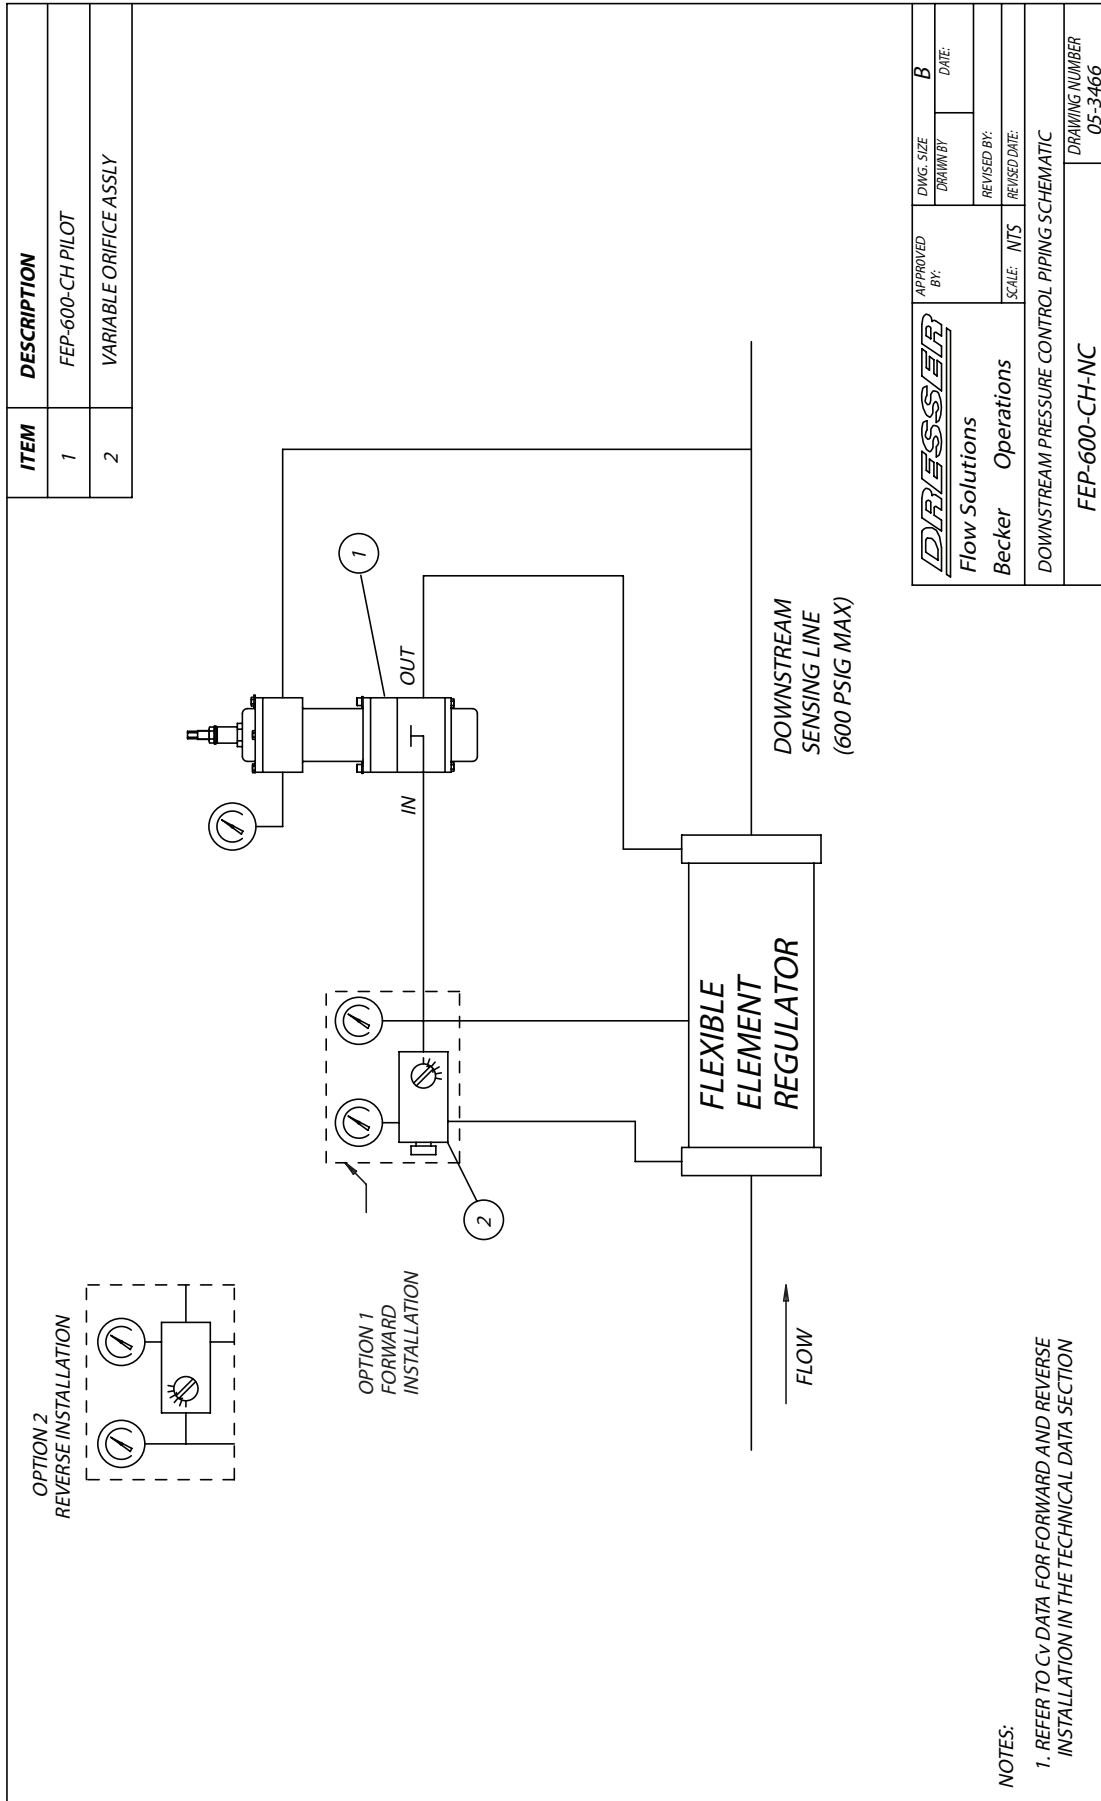 ITEM DESCRIPTION
1 FEP-600-CH PILOT
2 VARIABLE ORIFICE ASSLY
OPTION 2
REVERSE INSTALLATION
OPTION 1
FORWARD
INSTALLATION
1
2
IN
OUT
FLEXIBLE
ELEMENT
REGULATOR
DOWNSTREAM
SENSING LINE
(600 PSIG MAX)
FLOW
NOTES:
1. REFER TO Cv DATA FOR FORWARD AND REVERSE
INSTALLATION IN THE TECHNICAL DATA SECTION
DRESSER
Flow Solutions
Becker Operations
APPROVED
BY:
SCALE: NTS
DWG. SIZE B
DRAWN BY
DATE:
REVISED BY:
REVISED DATE:
DOWNSTREAM PRESSURE CONTROL PIPING SCHEMATIC
FEP-600-CH-NC
DRAWING NUMBER
05-3466